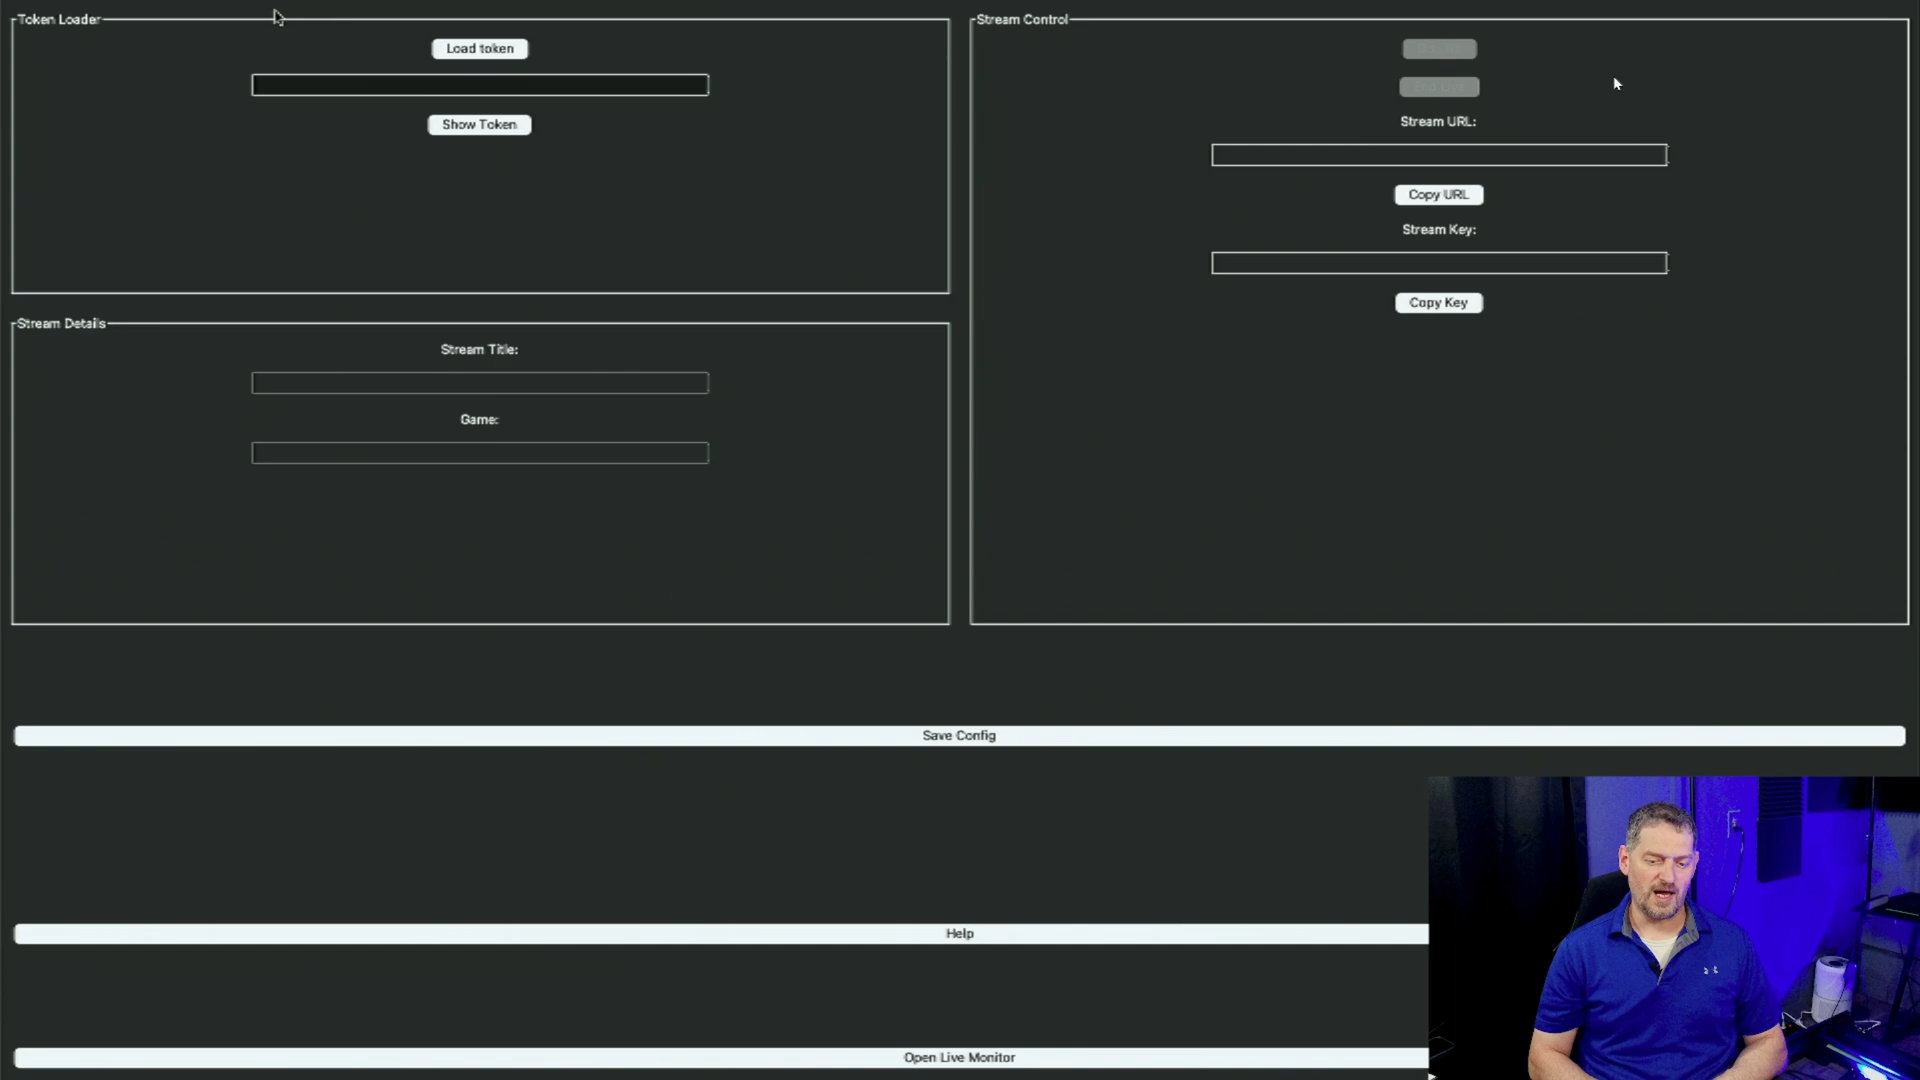 Token Loader
Load token
Show Token
Stream Details
Stream Title:
Game:
Stream Control
Stream URL:
Copy URL
Stream Key:
Copy Key
Save Config
Help
Open Live Monitor